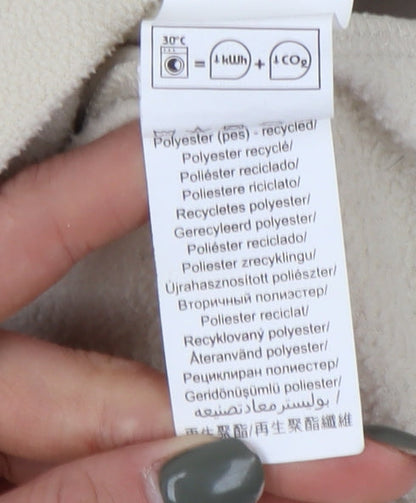 30°C
= ↓kWh + ↓CO₂
Polyester (pes) - recycled/
Polyester recyclé/
Poliéster reciclado/
Poliestere riciclato/
Recycletes polyester/
Gerecyleerd polyester/
Poliéster reciclado/
Poliester zrecyklingu/
Újrahasznosított poliészter/
Вторичный полиэстер/
Poliester reciclat/
Recyklovaný polyester/
Återanvänd polyester/
Рециклиран полиестер/
Geridönüşümlü poliester/
بوليستر معاد تصنيعه /
再生聚酯/再生聚酯纖維